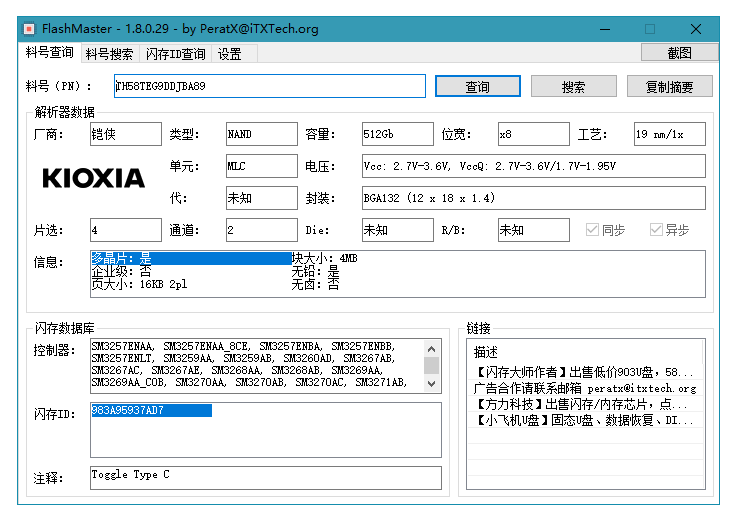 FlashMaster - 1.8.0.29 - by PeratX@iTXTech.org
料号查询 料号搜索 闪存ID查询 设置 截图
料号（PN）: TH58TEG9DDJBA89 查询 搜索 复制摘要
解析器数据
厂商: 铠侠 类型: NAND 容量: 512Gb 位宽: x8 工艺: 19 nm/1x
KIOXIA 单元: MLC 电压: Vcc: 2.7V-3.6V, VccQ: 2.7V-3.6V/1.7V-1.95V
代: 未知 封装: BGA132 (12 x 18 x 1.4)
片选: 4 通道: 2 Die: 未知 R/B: 未知 同步 异步
信息: 多晶片: 是 块大小: 4MB
企业级: 否 无铅: 是
页大小: 16KB 2pl 无卤: 否
闪存数据库
控制器: SM3257ENAA, SM3257ENAA_8CE, SM3257ENBA, SM3257ENBB,
SM3257ENLT, SM3259AA, SM3259AB, SM3260AD, SM3267AB,
SM3267AC, SM3267AE, SM3268AA, SM3268AB, SM3269AA,
SM3269AA_COB, SM3270AA, SM3270AB, SM3270AC, SM3271AB,
闪存ID: 983A95937AD7
注释: Toggle Type C
链接
描述
【闪存大师作者】出售低价903U盘，58...
广告合作请联系邮箱 peratx@itxtech.org
【方力科技】出售闪存/内存芯片，点...
【小飞机U盘】固态U盘、数据恢复、DI...